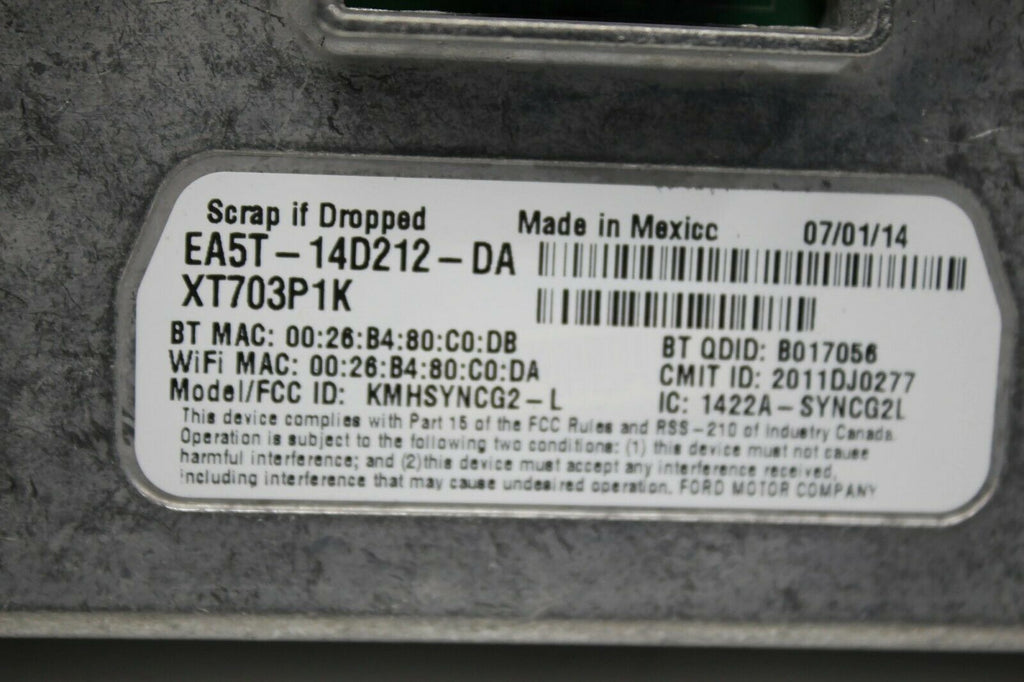 Scrap if Dropped Made in Mexico 07/01/14
EA5T-14D212-DA
XT703P1K
BT MAC: 00:26:B4:80:C0:DB BT QDID: B017056
WiFi MAC: 00:26:B4:80:C0:DA CMIT ID: 2011DJ0277
Model/FCC ID: KMHSYNCG2-L IC: 1422A-SYNCG2L
This device complies with Part 15 of the FCC Rules and RSS-210 of Industry Canada.
Operation is subject to the following two conditions: (1) this device must not cause
harmful interference; and (2)this device must accept any interference received,
including interference that may cause undesired operation. FORD MOTOR COMPANY